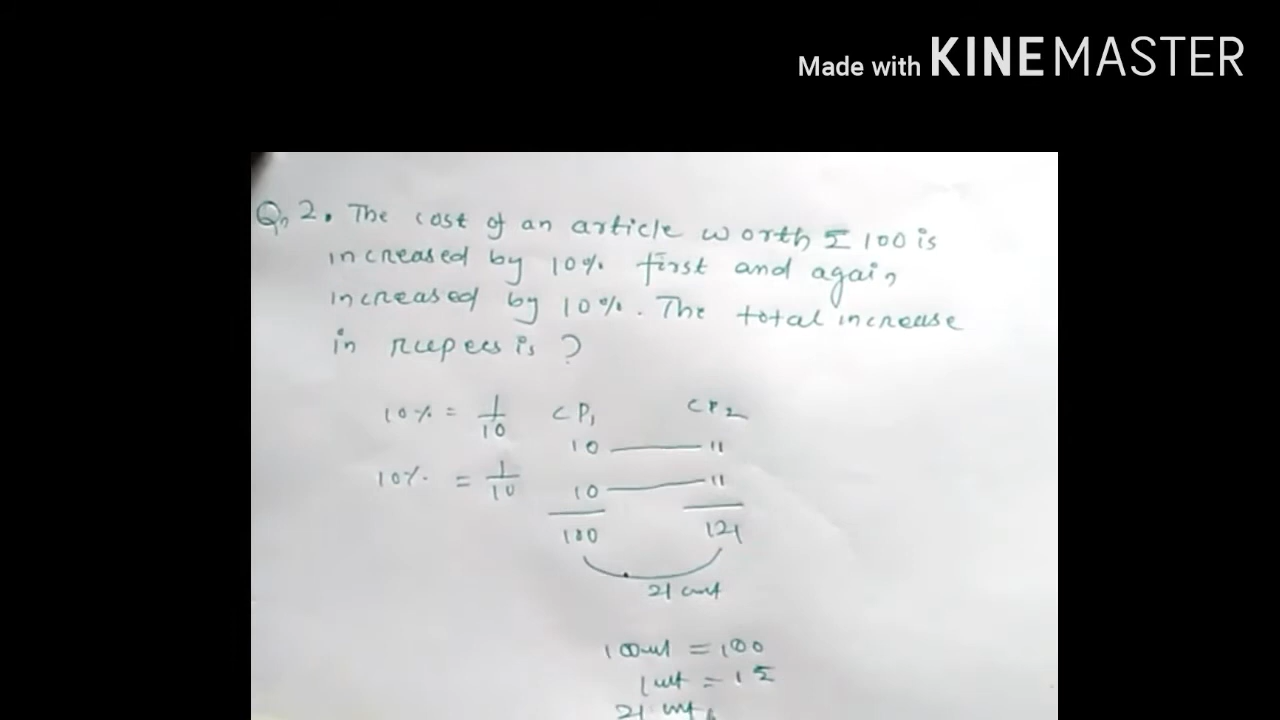 Made with KINEMASTER
Q. 2. The cost of an article worth ₹ 100 is
increased by 10% first and again
increased by 10%. The total increase
in rupees is ?
10% = 1/10 CP1 CP2
10 — 11
10% = 1/10 10 — 11
100 121
21 unit
100 unit = 100
1 unit = 1 ₹
21 unit